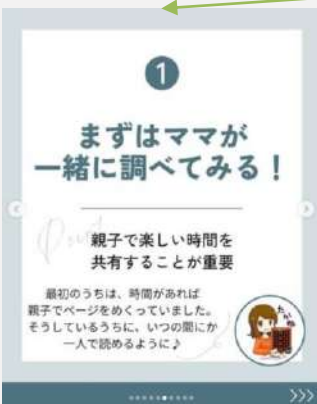 1
まずはママが
一緒に調べてみる！
Point
親子で楽しい時間を
共有することが重要
最初のうちは、時間があれば
親子でページをめくっていました。
そうしているうちに、いつの間にか
一人で読めるように♪
>>>